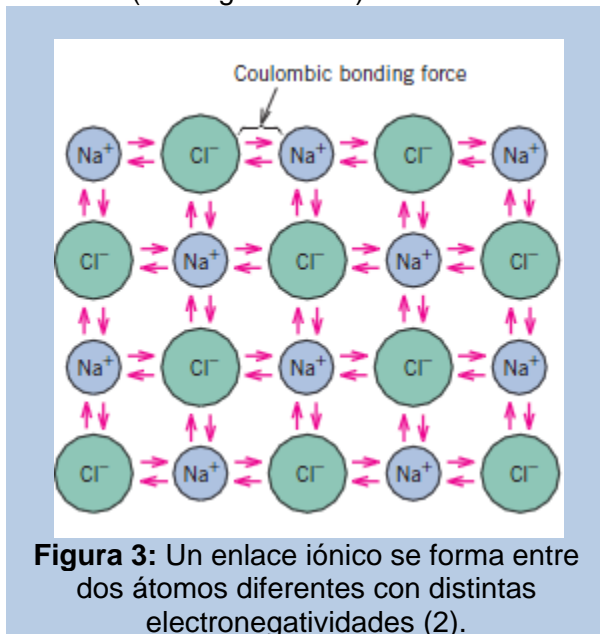 Coulombic bonding force
Na⁺ Cl⁻ Na⁺ Cl⁻ Na⁺
Cl⁻ Na⁺ Cl⁻ Na⁺ Cl⁻
Na⁺ Cl⁻ Na⁺ Cl⁻ Na⁺
Cl⁻ Na⁺ Cl⁻ Na⁺ Cl⁻
Figura 3: Un enlace iónico se forma entre
dos átomos diferentes con distintas
electronegatividades (2).